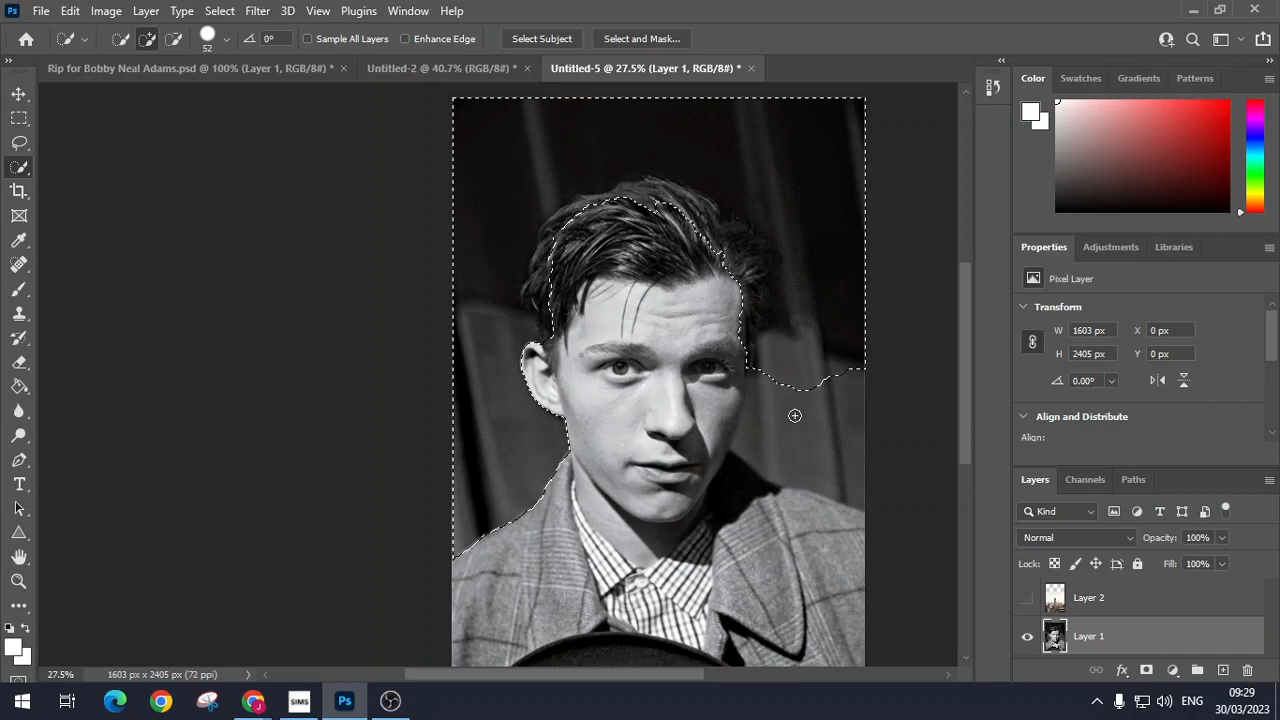 Ps File Edit Image Layer Type Select Filter 3D View Plugins Window Help
52 0° Sample All Layers Enhance Edge Select Subject Select and Mask...
Rip for Bobby Neal Adams.psd @ 100% (Layer 1, RGB/8#) * × Untitled-2 @ 40.7% (RGB/8#) * × Untitled-5 @ 27.5% (Layer 1, RGB/8#) * ×
Color Swatches Gradients Patterns
Properties Adjustments Libraries
Pixel Layer
Transform
W 1603 px X 0 px
H 2405 px Y 0 px
0.00°
Align and Distribute
Align:
Layers Channels Paths
Kind
Normal Opacity: 100%
Lock: Fill: 100%
Layer 2
Layer 1
27.5% 1603 px x 2405 px (72 ppi)
SIMS Ps ENG 09:29
30/03/2023